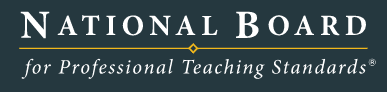 NATIONAL BOARD
for Professional Teaching Standards®